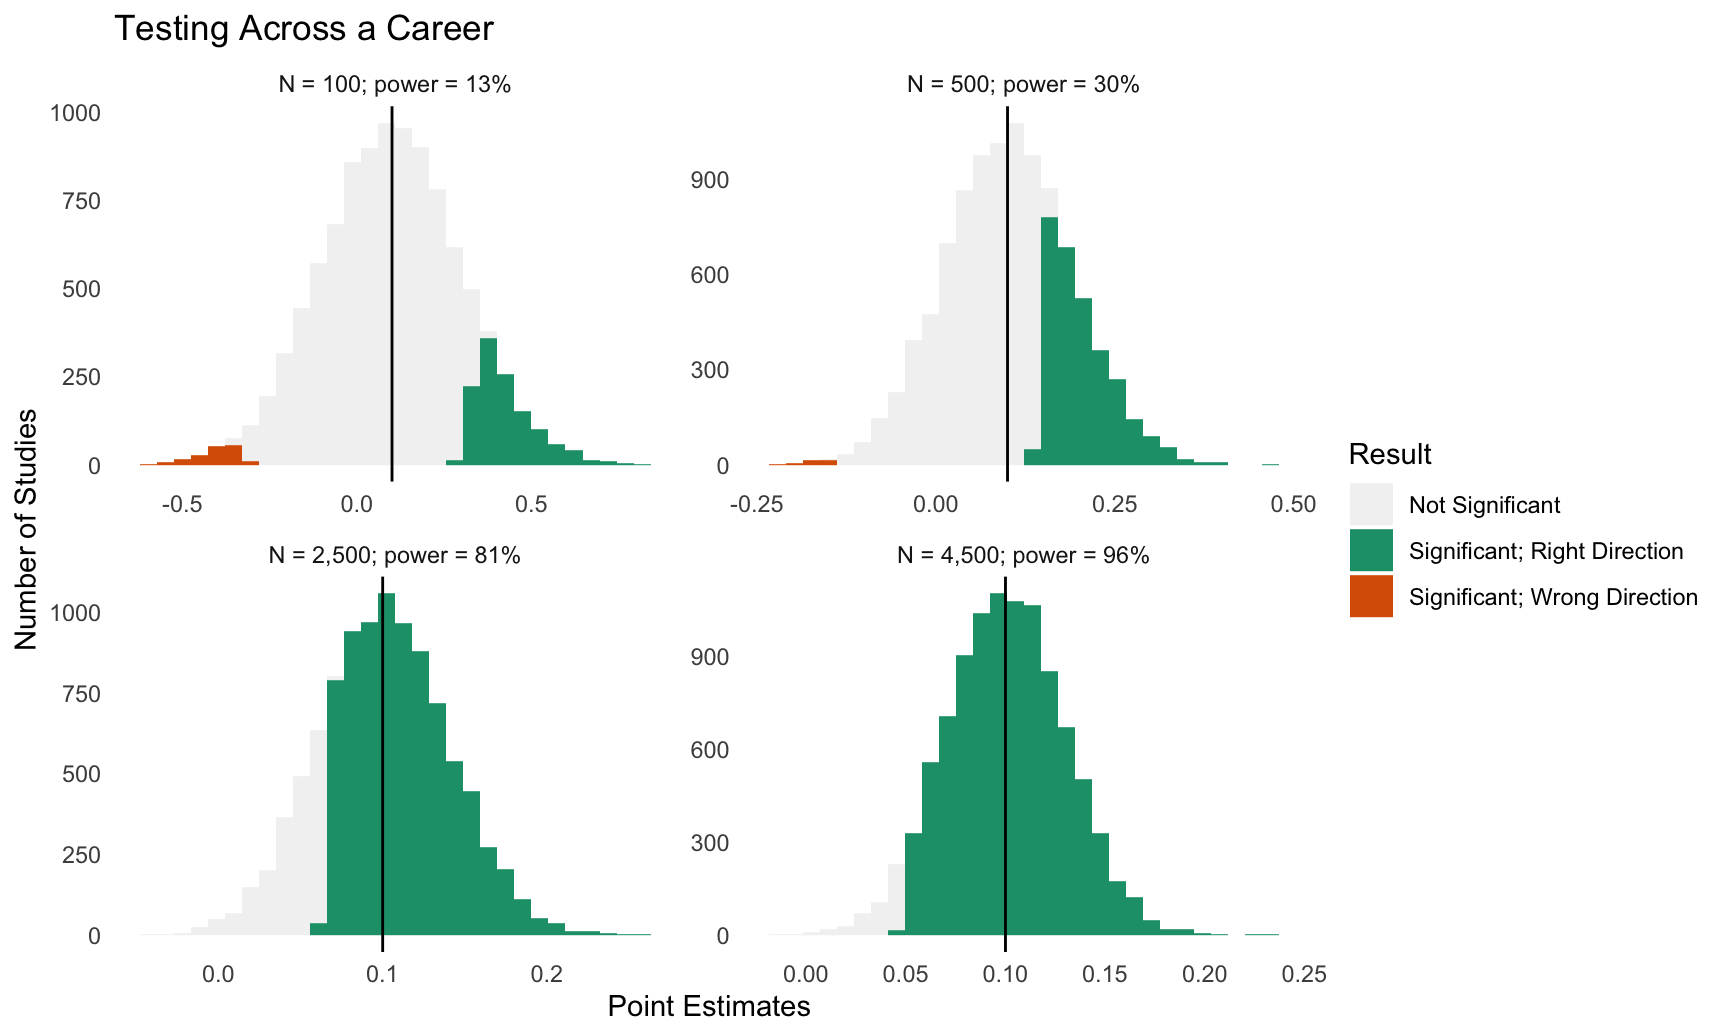 Testing Across a Career
N = 100; power = 13%
N = 500; power = 30%
1000
750
500
250
0
900
600
300
0
-0.5 0.0 0.5
-0.25 0.00 0.25 0.50
N = 2,500; power = 81%
N = 4,500; power = 96%
1000
750
500
250
0
900
600
300
0
0.0 0.1 0.2
0.00 0.05 0.10 0.15 0.20 0.25
Number of Studies
Point Estimates
Result
Not Significant
Significant; Right Direction
Significant; Wrong Direction